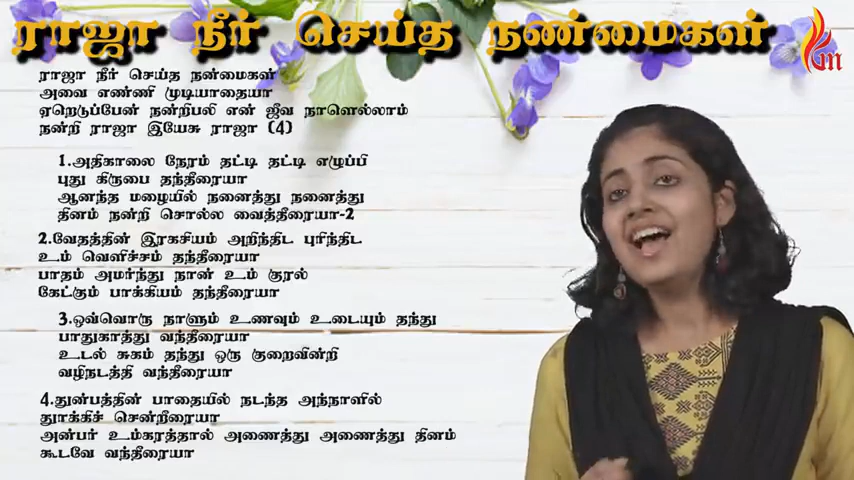 ராஜா நீர் செய்த நன்மைகள்
ராஜா நீர் செய்த நன்மைகள்
அவை எண்ணி முடியாதையா
ஏறெடுப்பேன் நன்றிபலி என் ஜீவ நாளெல்லாம்
நன்றி ராஜா இயேசு ராஜா (4)
1.அதிகாலை நேரம் தட்டி தட்டி எழுப்பி
புது கிருபை தந்தீரையா
ஆனந்த மழையில் நனைத்து நனைத்து
தினம் நன்றி சொல்ல வைத்தீரையா-2
2.வேதத்தின் இரகசியம் அறிந்திட புரிந்திட
உம் வெளிச்சம் தந்தீரையா
பாதம் அமர்ந்து நான் உம் குரல்
கேட்கும் பாக்கியம் தந்தீரையா
3.ஒவ்வொரு நாளும் உணவும் உடையும் தந்து
பாதுகாத்து வந்தீரையா
உடல் சுகம் தந்து ஒரு குறைவின்றி
வழிநடத்தி வந்தீரையா
4.துன்பத்தின் பாதையில் நடந்த அந்நாளில்
தூக்கிச் சென்றீரையா
அன்பர் உம்கரத்தால் அணைத்து அணைத்து தினம்
கூடவே வந்தீரையா